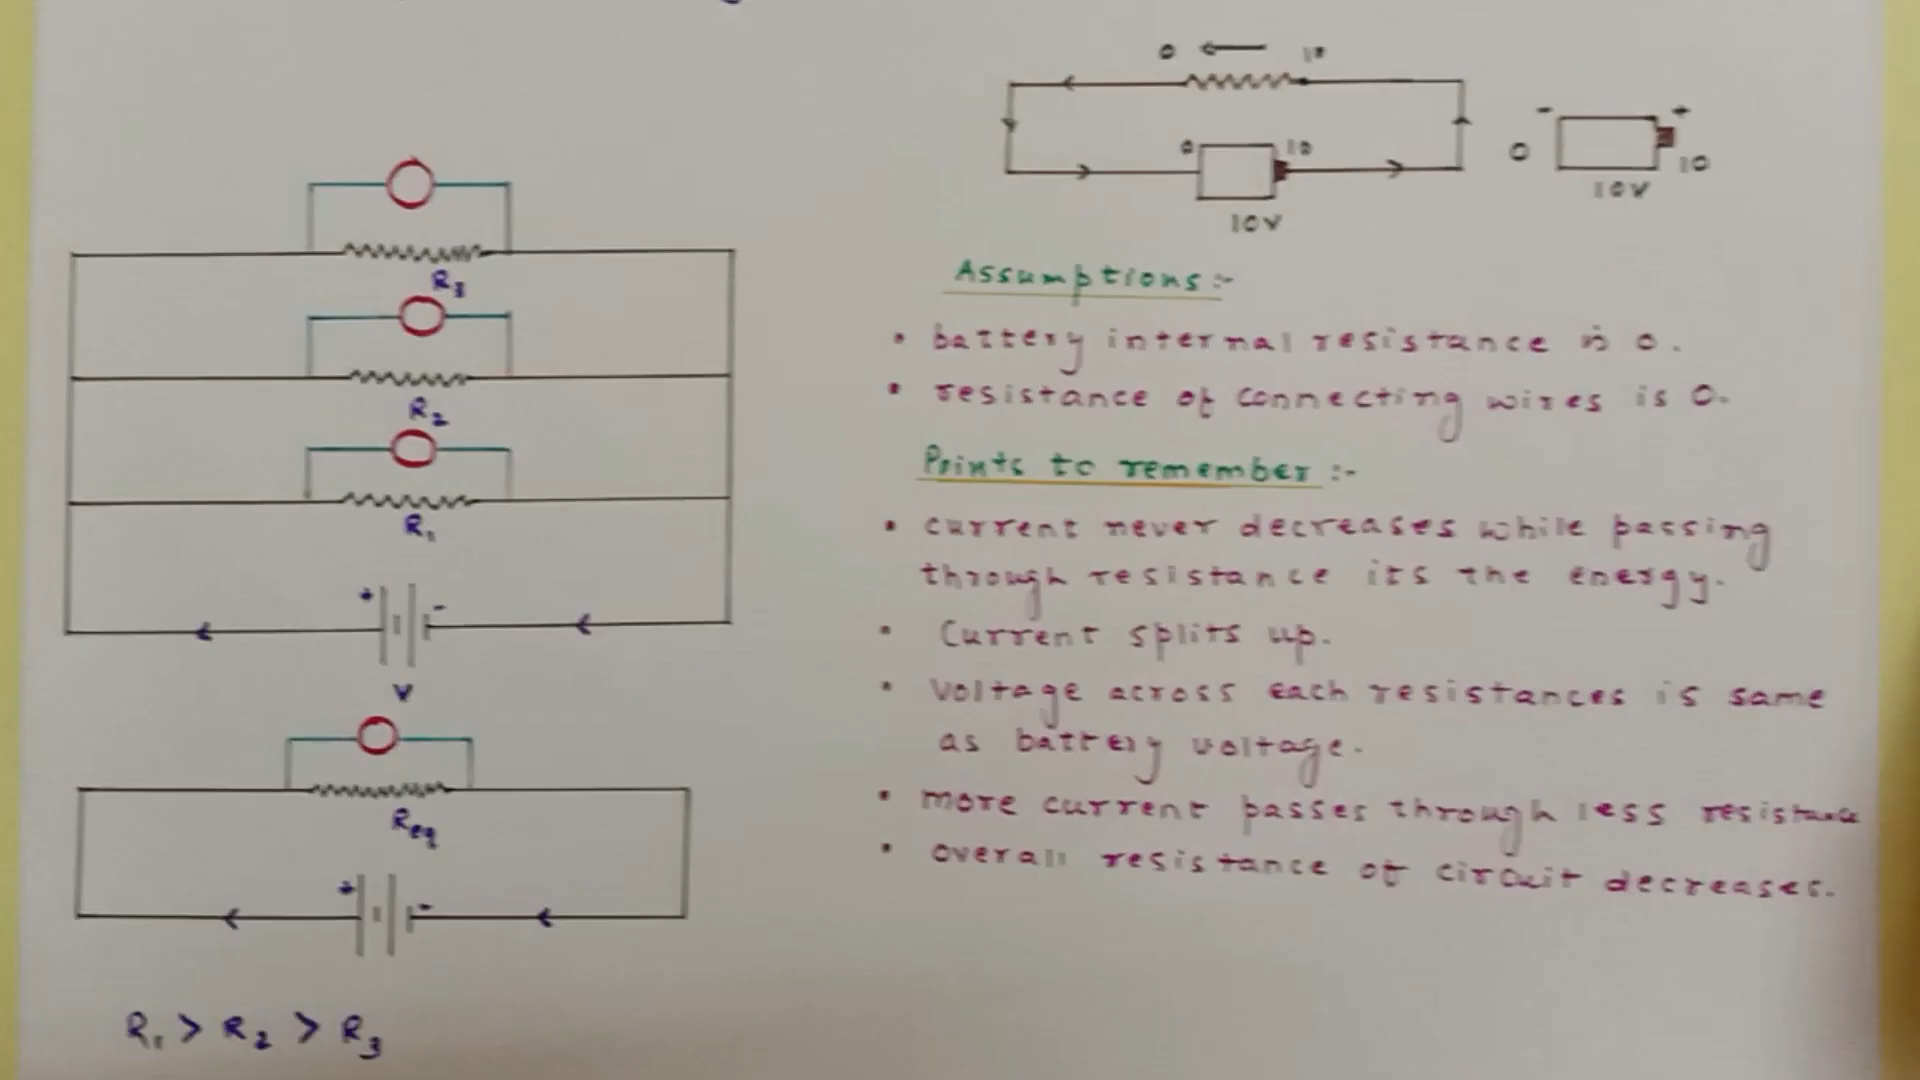 0 ← 10
0 10
10V
- +
0 10
10V
R3
R2
R1
+ -
V
Req
+ -
R1 > R2 > R3
Assumptions :-
• battery internal resistance is 0.
• resistance of connecting wires is 0.
Points to remember :-
• current never decreases while passing
through resistance its the energy.
• Current splits up.
• Voltage across each resistances is same
as battery voltage.
• more current passes through less resistance
• overall resistance of circuit decreases.